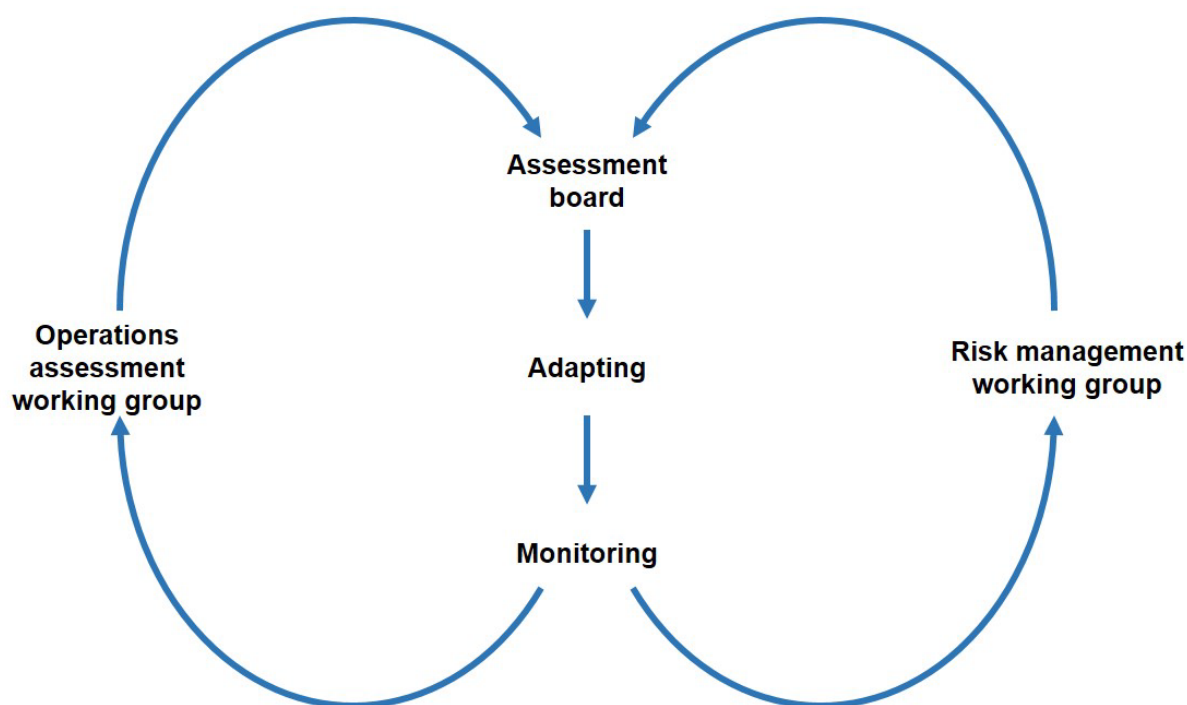 Assessment
board
Operations
assessment
working group
Adapting
Risk management
working group
Monitoring